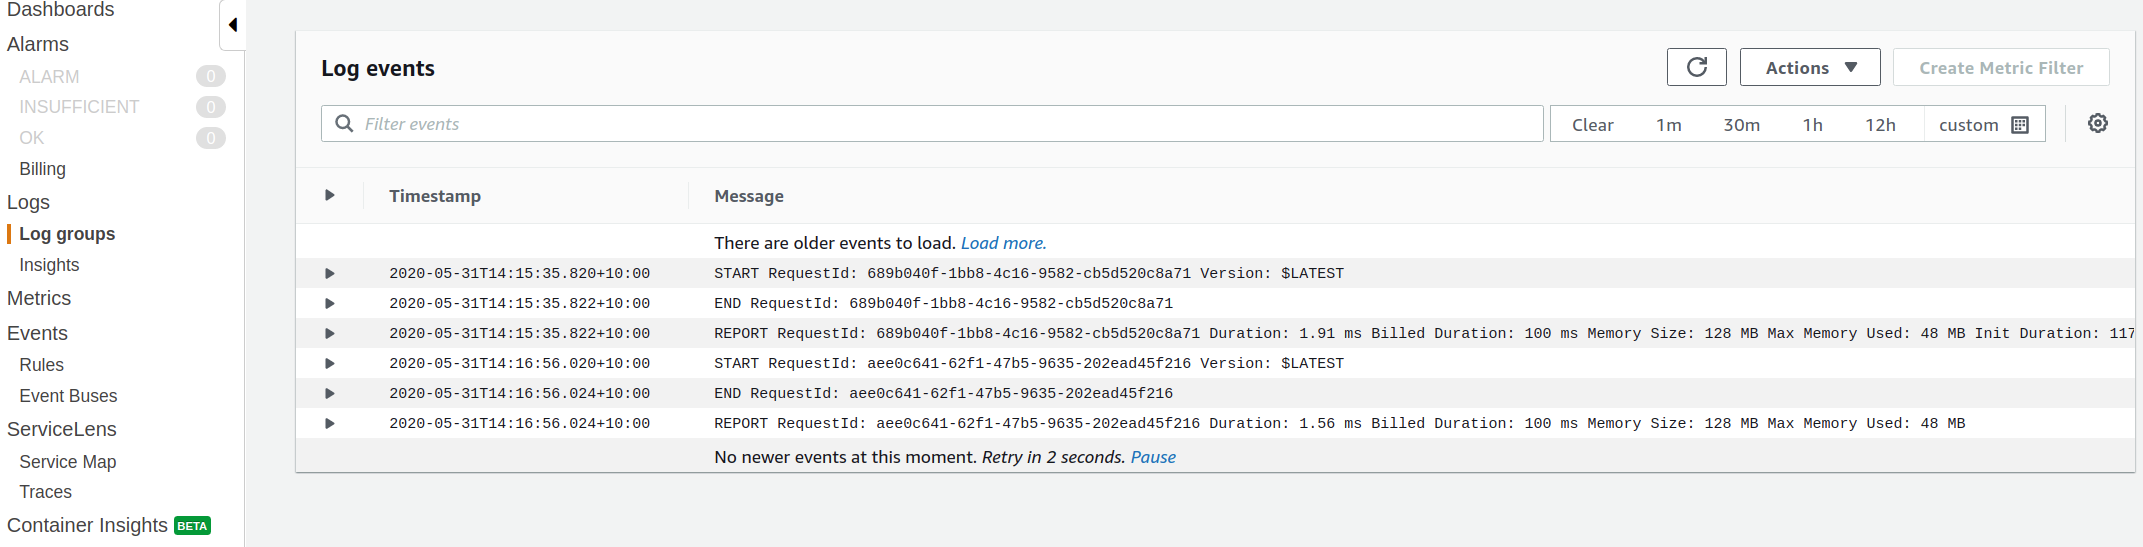 Dashboards
Alarms
ALARM 0
INSUFFICIENT 0
OK 0
Billing
Logs
Log groups
Insights
Metrics
Events
Rules
Event Buses
ServiceLens
Service Map
Traces
Container Insights BETA
Log events
Actions
Create Metric Filter
Filter events
Clear 1m 30m 1h 12h custom
Timestamp Message
There are older events to load. Load more.
2020-05-31T14:15:35.820+10:00 START RequestId: 689b040f-1bb8-4c16-9582-cb5d520c8a71 Version: $LATEST
2020-05-31T14:15:35.822+10:00 END RequestId: 689b040f-1bb8-4c16-9582-cb5d520c8a71
2020-05-31T14:15:35.822+10:00 REPORT RequestId: 689b040f-1bb8-4c16-9582-cb5d520c8a71 Duration: 1.91 ms Billed Duration: 100 ms Memory Size: 128 MB Max Memory Used: 48 MB Init Duration: 117
2020-05-31T14:16:56.020+10:00 START RequestId: aee0c641-62f1-47b5-9635-202ead45f216 Version: $LATEST
2020-05-31T14:16:56.024+10:00 END RequestId: aee0c641-62f1-47b5-9635-202ead45f216
2020-05-31T14:16:56.024+10:00 REPORT RequestId: aee0c641-62f1-47b5-9635-202ead45f216 Duration: 1.56 ms Billed Duration: 100 ms Memory Size: 128 MB Max Memory Used: 48 MB
No newer events at this moment. Retry in 2 seconds. Pause